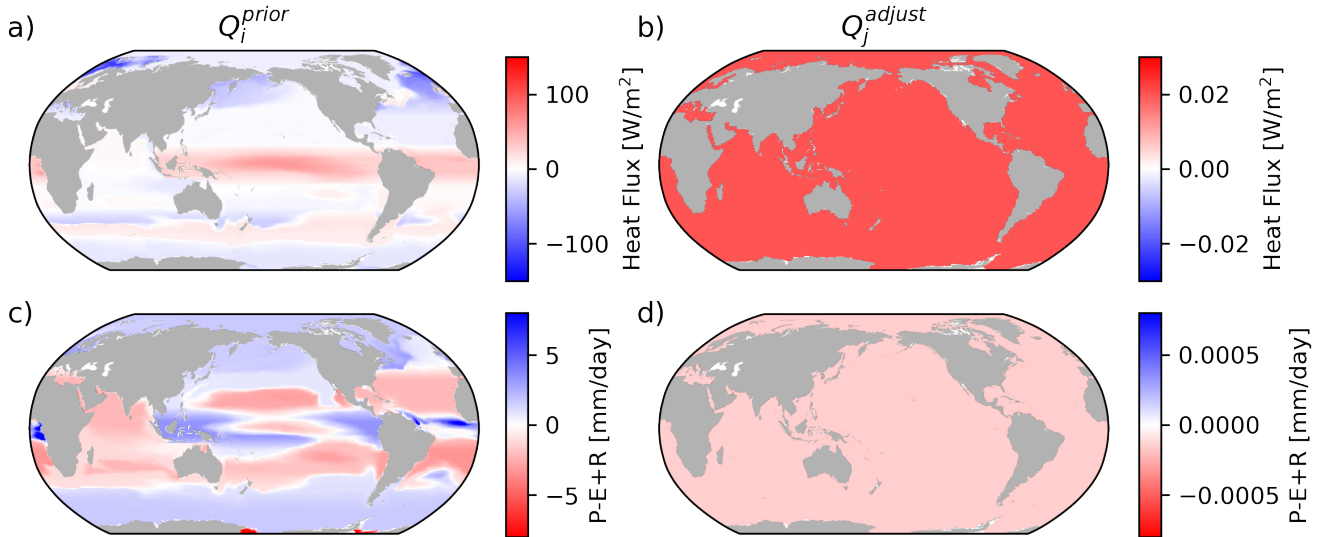 a)
Q_i^{prior}
100
0
−100
Heat Flux [W/m²]
b)
Q_j^{adjust}
0.02
0.00
−0.02
Heat Flux [W/m²]
c)
5
0
−5
P-E+R [mm/day]
d)
0.0005
0.0000
−0.0005
P-E+R [mm/day]